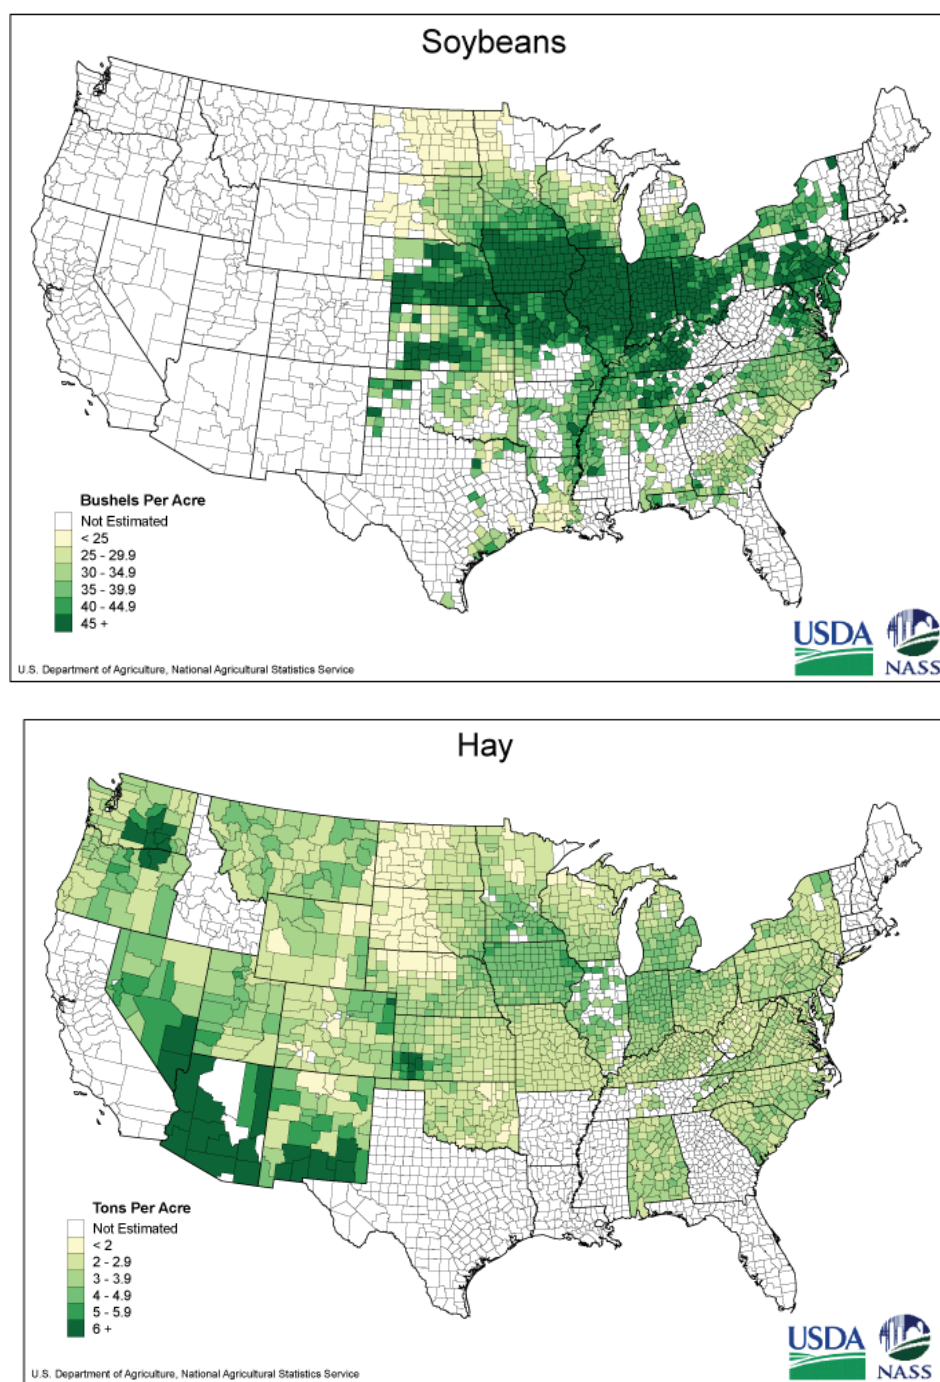 Soybeans
Bushels Per Acre
Not Estimated
< 25
25 - 29.9
30 - 34.9
35 - 39.9
40 - 44.9
45 +
USDA
NASS
U.S. Department of Agriculture, National Agricultural Statistics Service
Hay
Tons Per Acre
Not Estimated
< 2
2 - 2.9
3 - 3.9
4 - 4.9
5 - 5.9
6 +
USDA
NASS
U.S. Department of Agriculture, National Agricultural Statistics Service